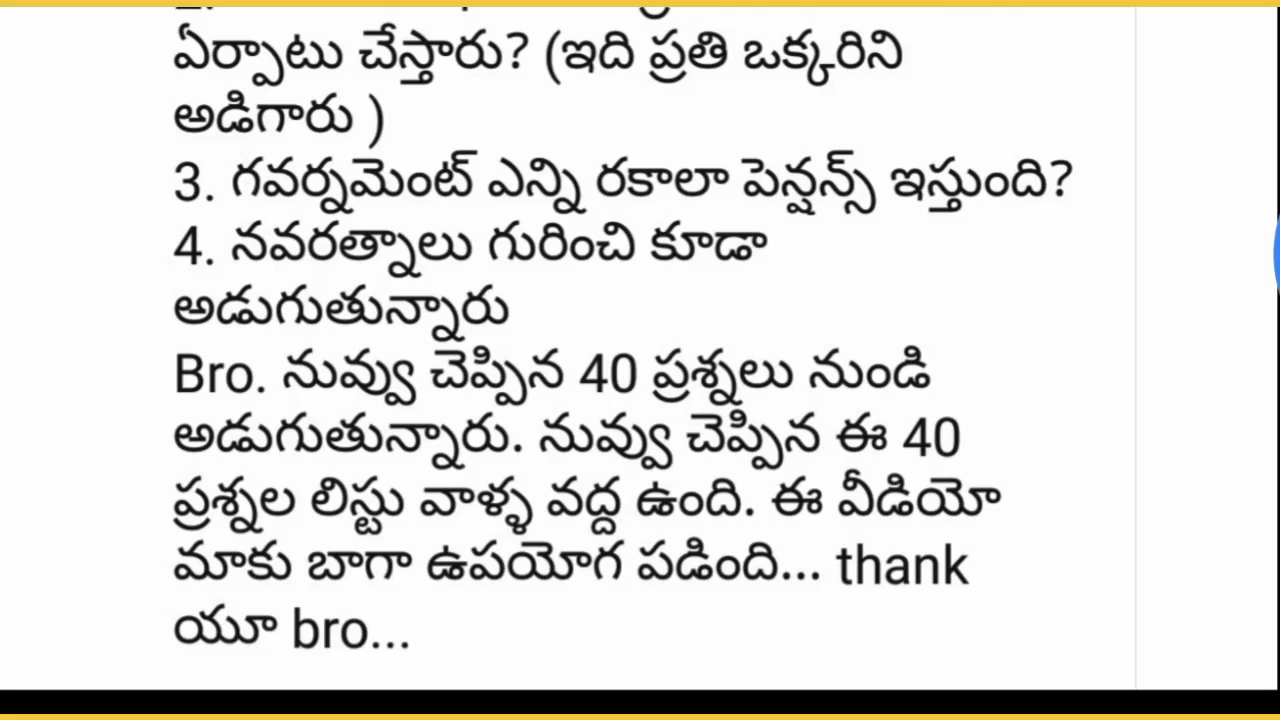 ఏర్పాటు చేస్తారు? (ఇది ప్రతి ఒక్కరిని
అడిగారు )
3. గవర్నమెంట్ ఎన్ని రకాలా పెన్షన్స్ ఇస్తుంది?
4. నవరత్నాలు గురించి కూడా
అడుగుతున్నారు
Bro. నువ్వు చెప్పిన 40 ప్రశ్నలు నుండి
అడుగుతున్నారు. నువ్వు చెప్పిన ఈ 40
ప్రశ్నల లిస్టు వాళ్ళ వద్ద ఉంది. ఈ వీడియో
మాకు బాగా ఉపయోగ పడింది... thank
యూ bro...